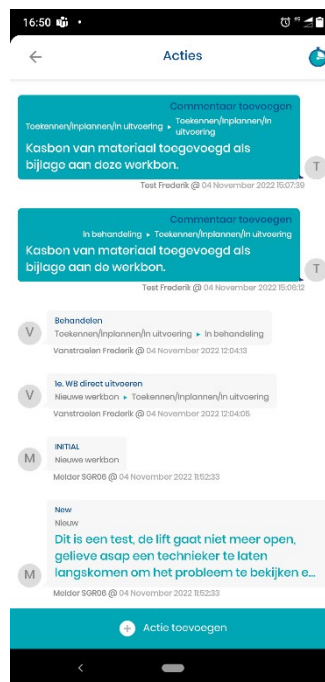 16:50
Acties
Commentaar toevoegen
Toekennen/Inplannen/In uitvoering ▸ Toekennen/Inplannen/In
uitvoering
Kasbon van materiaal toegevoegd als
bijlage aan deze werkbon.
T
Test Frederik @ 04 November 2022 15:07:39
Commentaar toevoegen
In behandeling ▸ Toekennen/Inplannen/In uitvoering
Kasbon van materiaal toegevoegd als
bijlage aan de werkbon.
T
Test Frederik @ 04 November 2022 15:06:12
Behandelen
V
Toekennen/Inplannen/In uitvoering ▸ In behandeling
Vanstraelen Frederik @ 04 November 2022 12:04:13
1e. WB direct uitvoeren
V
Nieuwe werkbon ▸ Toekennen/Inplannen/In uitvoering
Vanstraelen Frederik @ 04 November 2022 12:04:05
INITIAL
M
Nieuwe werkbon
Melder SGR06 @ 04 November 2022 11:52:33
New
Nieuw
Dit is een test, de lift gaat niet meer open,
gelieve asap een technieker te laten
langskomen om het probleem te bekijken e...
M
Melder SGR06 @ 04 November 2022 11:52:33
Actie toevoegen